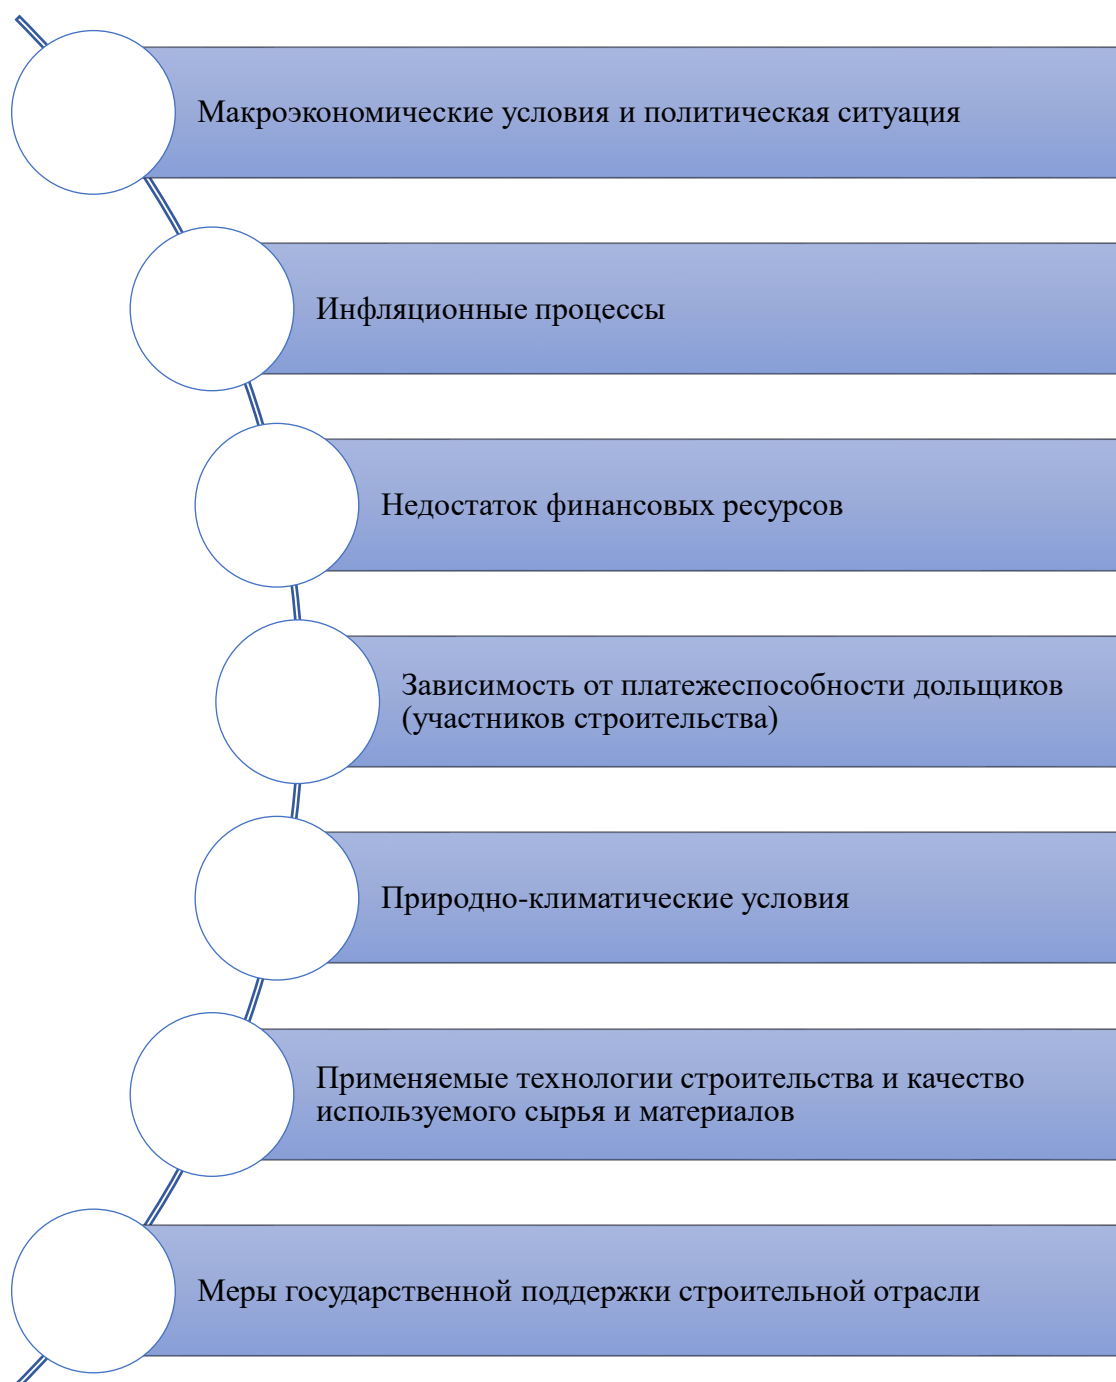 Макроэкономические условия и политическая ситуация
Инфляционные процессы
Недостаток финансовых ресурсов
Зависимость от платежеспособности дольщиков
(участников строительства)
Природно-климатические условия
Применяемые технологии строительства и качество
используемого сырья и материалов
Меры государственной поддержки строительной отрасли